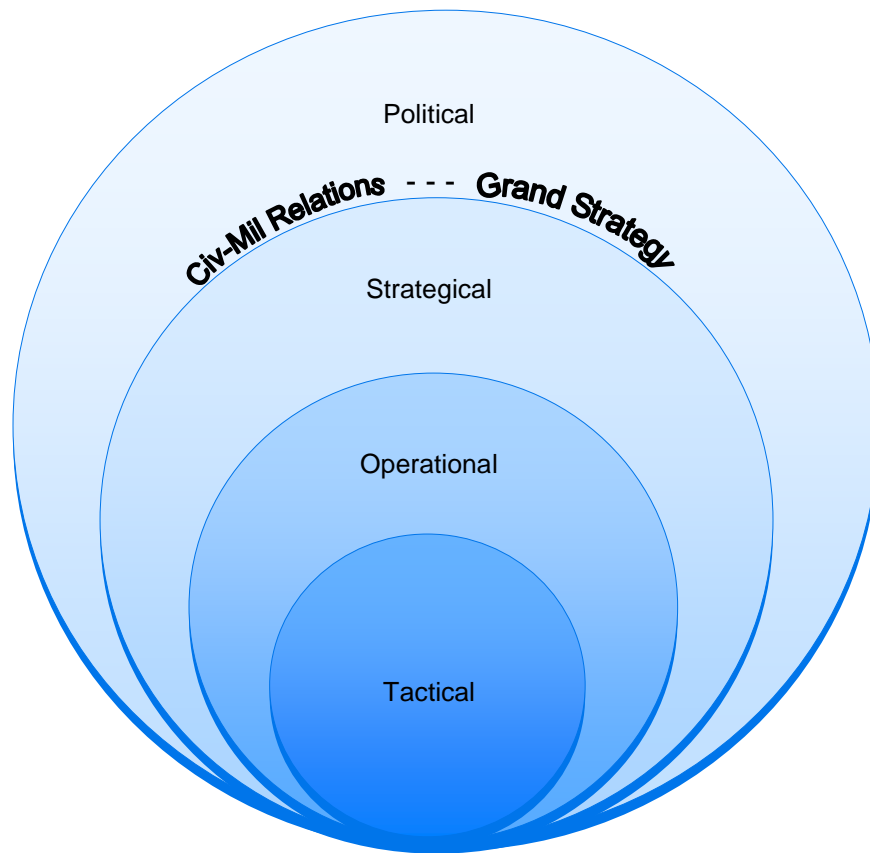 Political
Civ-Mil Relations - - - Grand Strategy
Strategical
Operational
Tactical